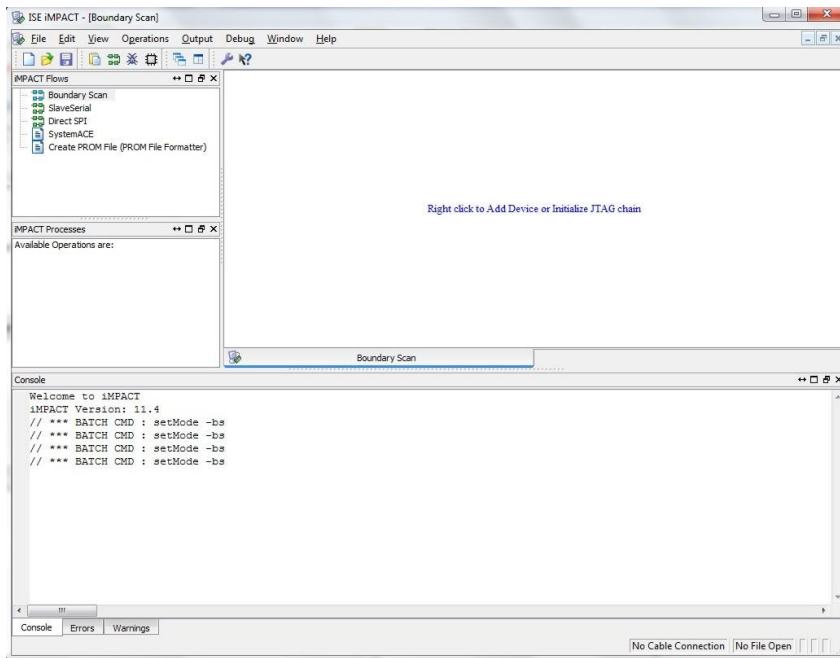 ISE iMPACT - [Boundary Scan]
File Edit View Operations Output Debug Window Help
iMPACT Flows
Boundary Scan
SlaveSerial
Direct SPI
SystemACE
Create PROM File (PROM File Formatter)
Right click to Add Device or Initialize JTAG chain
iMPACT Processes
Available Operations are:
Boundary Scan
Console
Welcome to iMPACT
iMPACT Version: 11.4
// *** BATCH CMD : setMode -bs
// *** BATCH CMD : setMode -bs
// *** BATCH CMD : setMode -bs
// *** BATCH CMD : setMode -bs
Console Errors Warnings
No Cable Connection No File Open